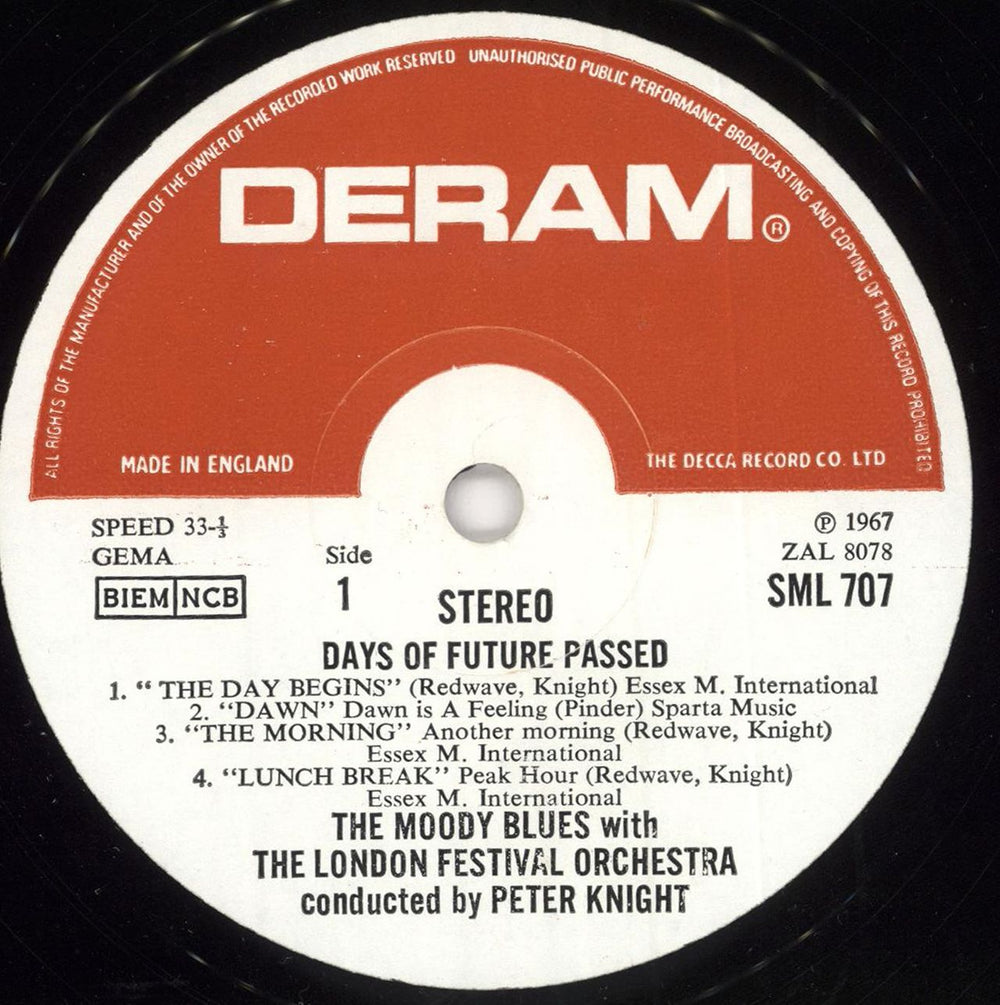 ALL RIGHTS OF THE MANUFACTURER AND OF THE OWNER OF THE RECORDED WORK RESERVED UNAUTHORISED PUBLIC PERFORMANCE BROADCASTING AND COPYING OF THIS RECORD PROHIBITED
DERAM®
MADE IN ENGLAND
THE DECCA RECORD CO. LTD
SPEED 33-⅓
GEMA
BIEM NCB
Side
1
STEREO
℗ 1967
ZAL 8078
SML 707
DAYS OF FUTURE PASSED
1. “ THE DAY BEGINS” (Redwave, Knight) Essex M. International
2. “DAWN” Dawn is A Feeling (Pinder) Sparta Music
3. “THE MORNING” Another morning (Redwave, Knight)
Essex M. International
4. “LUNCH BREAK” Peak Hour (Redwave, Knight)
Essex M. International
THE MOODY BLUES with
THE LONDON FESTIVAL ORCHESTRA
conducted by PETER KNIGHT